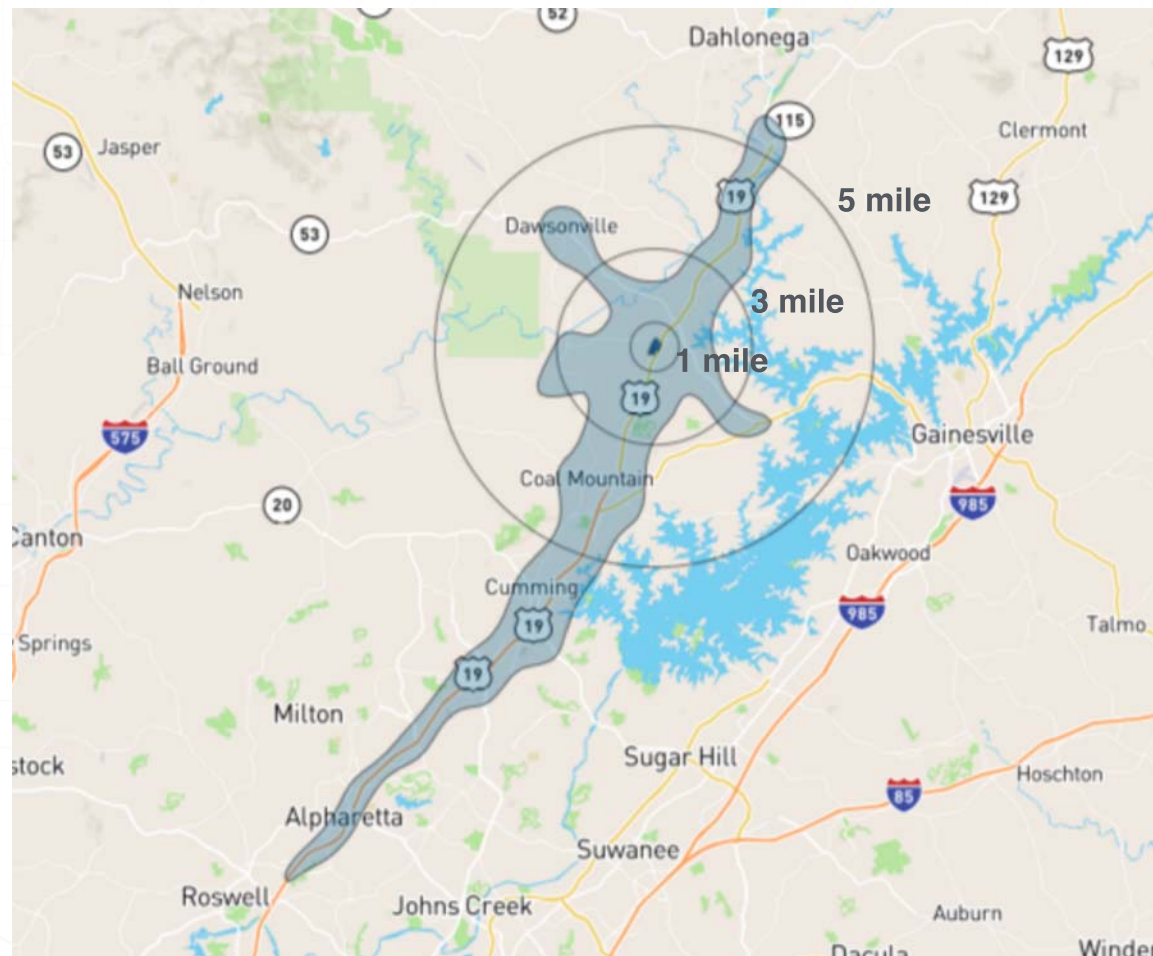 52
Dahlonega
129
115
Clermont
53
Jasper
129
19
5 mile
Dawsonville
53
Nelson
3 mile
1 mile
Ball Ground
19
575
Gainesville
Coal Mountain
985
20
Canton
Oakwood
Cumming
985
19
Talmo
Springs
19
Milton
Sugar Hill
stock
Hoschton
85
Alpharetta
Suwanee
Roswell
Johns Creek
Auburn
Dacula
Winder